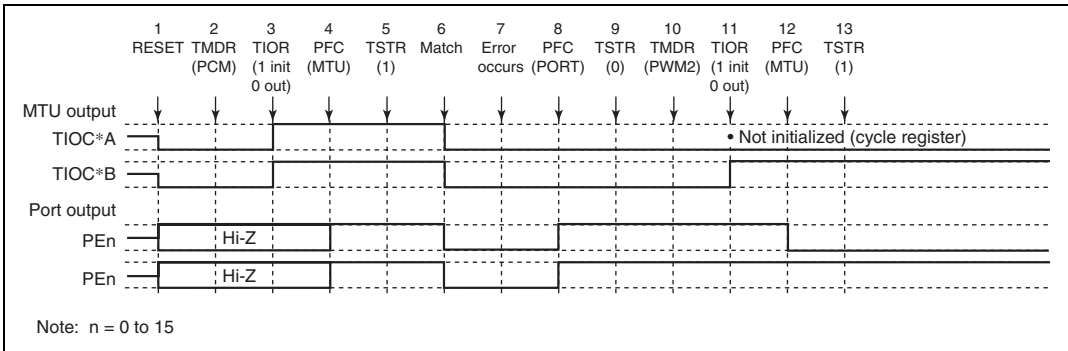 1 2 3 4 5 6 7 8 9 10 11 12 13
RESET TMDR TIOR PFC TSTR Match Error PFC TSTR TMDR TIOR PFC TSTR
(PCM) (1 init (MTU) (1) occurs (PORT) (0) (PWM2) (1 init (MTU) (1)
0 out) 0 out)
MTU output
TIOC*A • Not initialized (cycle register)
TIOC*B
Port output
PEn Hi-Z
PEn Hi-Z
Note: n = 0 to 15